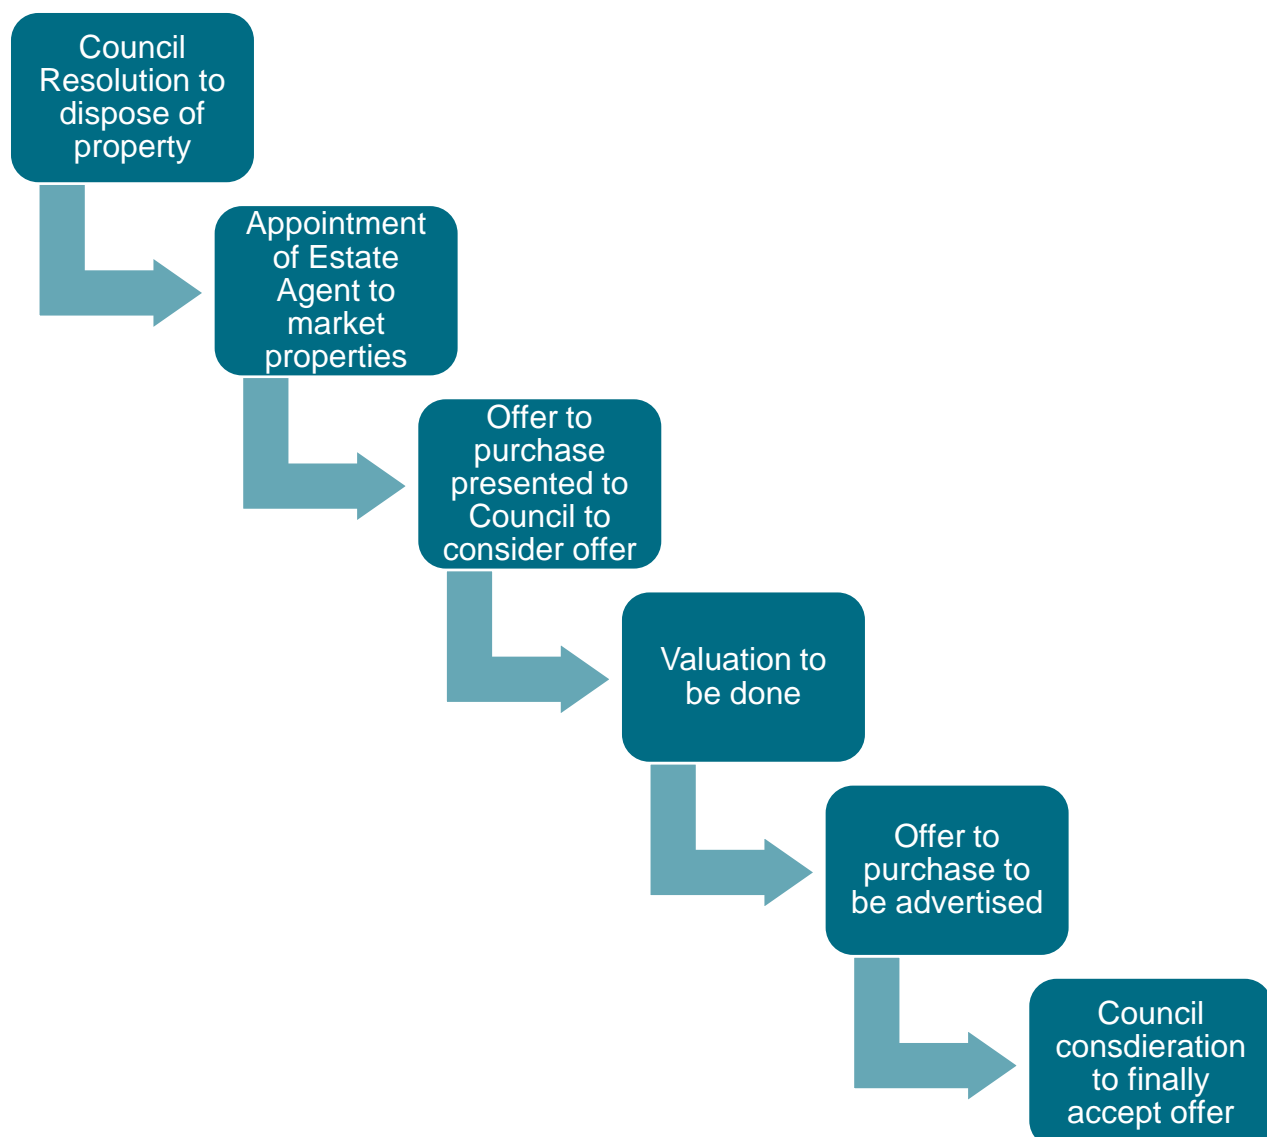 Council
Resolution to
dispose of
property
Appointment
of Estate
Agent to
market
properties
Offer to
purchase
presented to
Council to
consider offer
Valuation to
be done
Offer to
purchase to
be advertised
Council
consdieration
to finally
accept offer